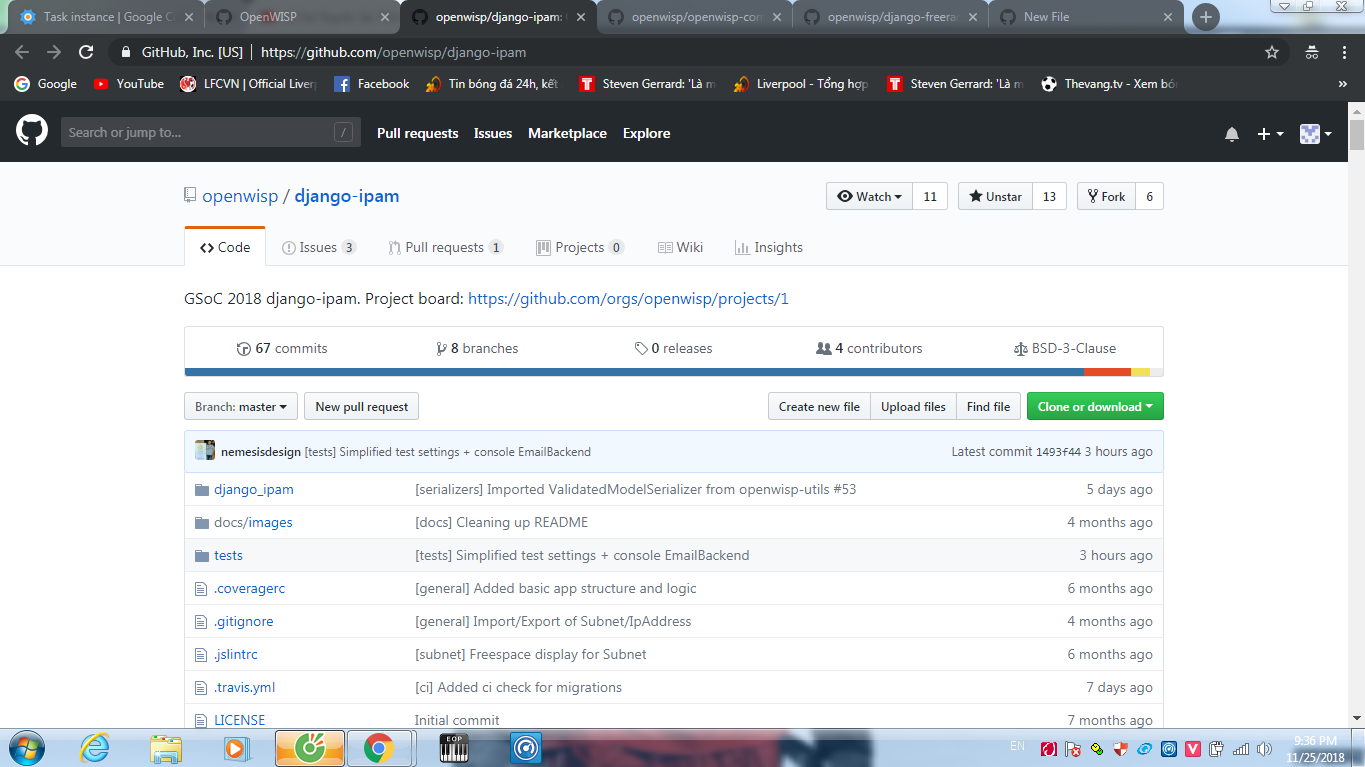 Task instance | Google C
OpenWISP
openwisp/django-ipam:
openwisp/openwisp-com
openwisp/django-freerad
New File
GitHub, Inc. [US] | https://github.com/openwisp/django-ipam
Google
YouTube
LFCVN | Official Liverp
Facebook
Tin bóng đá 24h, kết
Steven Gerrard: 'Là m
Liverpool - Tổng hợp
Steven Gerrard: 'Là m
Thevang.tv - Xem bón
»
Search or jump to... /
Pull requests Issues Marketplace Explore
openwisp / django-ipam
Watch 11 Unstar 13 Fork 6
Code Issues 3 Pull requests 1 Projects 0 Wiki Insights
GSoC 2018 django-ipam. Project board: https://github.com/orgs/openwisp/projects/1
67 commits 8 branches 0 releases 4 contributors BSD-3-Clause
Branch: master New pull request Create new file Upload files Find file Clone or download
nemesisdesign [tests] Simplified test settings + console EmailBackend Latest commit 1493f44 3 hours ago
django_ipam [serializers] Imported ValidatedModelSerializer from openwisp-utils #53 5 days ago
docs/images [docs] Cleaning up README 4 months ago
tests [tests] Simplified test settings + console EmailBackend 3 hours ago
.coveragerc [general] Added basic app structure and logic 6 months ago
.gitignore [general] Import/Export of Subnet/IpAddress 4 months ago
.jslintrc [subnet] Freespace display for Subnet 6 months ago
.travis.yml [ci] Added ci check for migrations 7 days ago
LICENSE Initial commit 7 months ago
EOP
EN
V
9:36 PM
11/25/2018